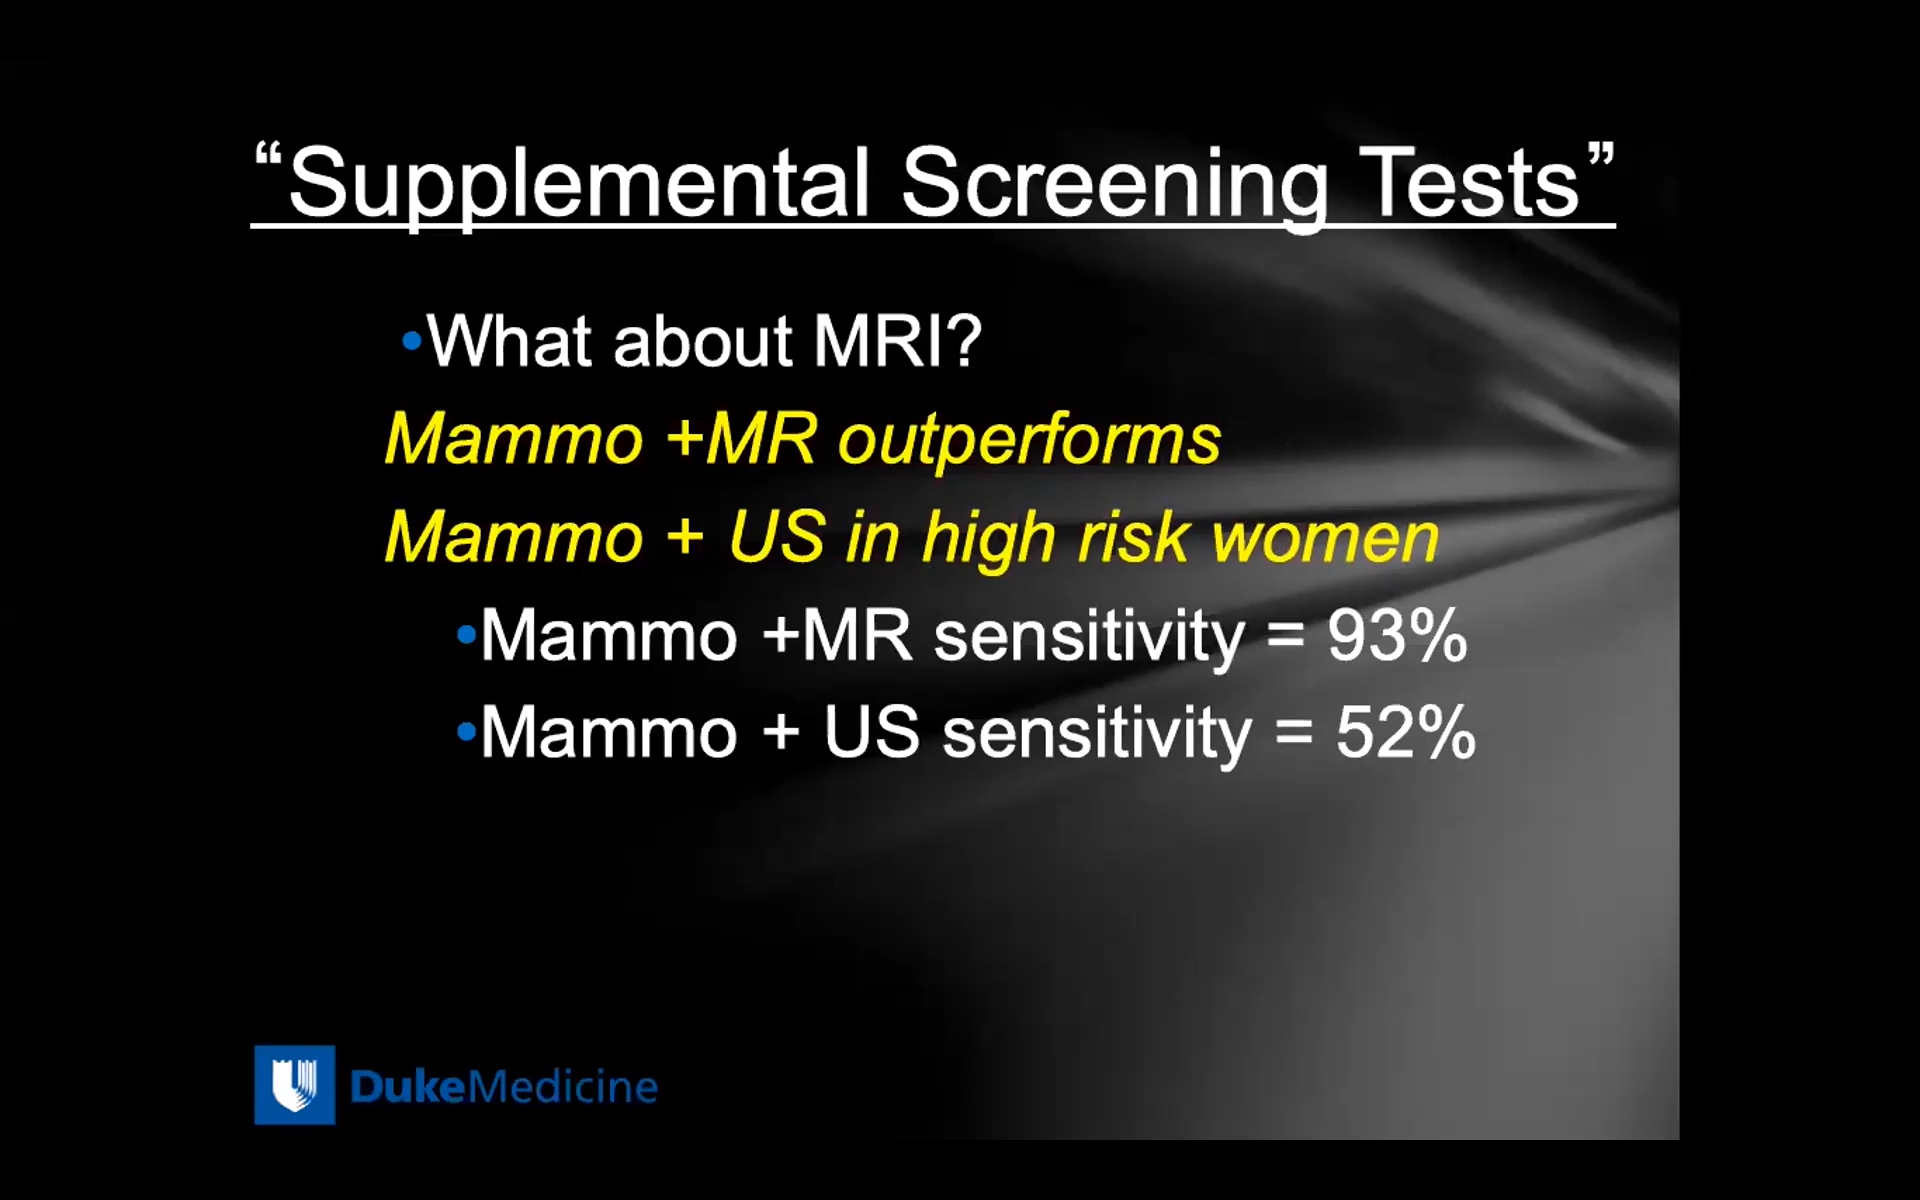 “Supplemental Screening Tests”
•What about MRI?
Mammo +MR outperforms
Mammo + US in high risk women
•Mammo +MR sensitivity = 93%
•Mammo + US sensitivity = 52%
DukeMedicine